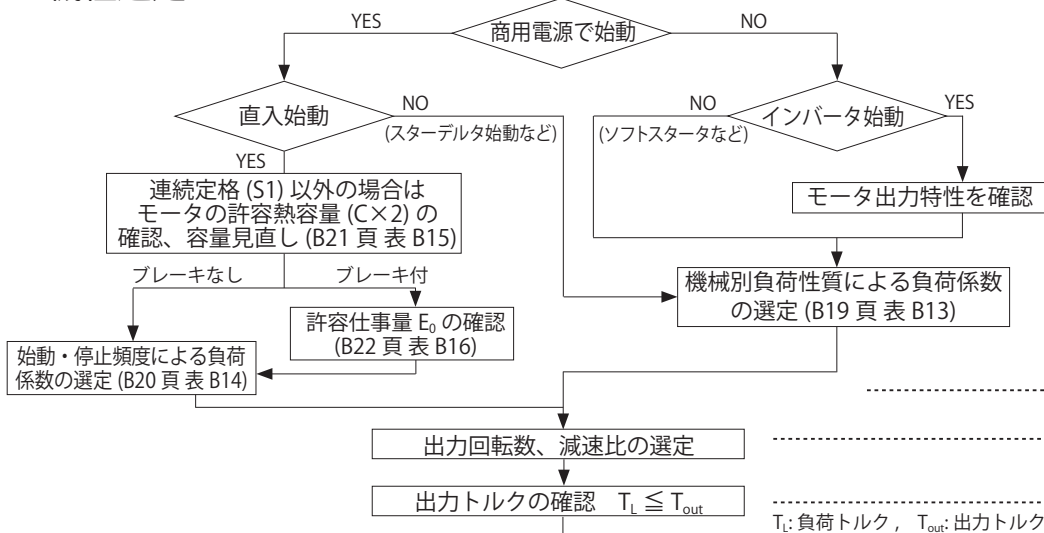 商用電源で始動
YES
NO
直入始動
NO
(スターデルタ始動など)
YES
インバータ始動
NO
(ソフトスタータなど)
YES
連続定格 (S1) 以外の場合は
モータの許容熱容量 (C×2) の
確認、容量見直し (B21 頁 表 B15)
モータ出力特性を確認
ブレーキなし
ブレーキ付
機械別負荷性質による負荷係数
の選定 (B19 頁 表 B13)
許容仕事量 E₀ の確認
(B22 頁 表 B16)
始動・停止頻度による負荷
係数の選定 (B20 頁 表 B14)
出力回転数、減速比の選定
出力トルクの確認 T_L ≦ T_out
T_L: 負荷トルク , T_out: 出力トルク